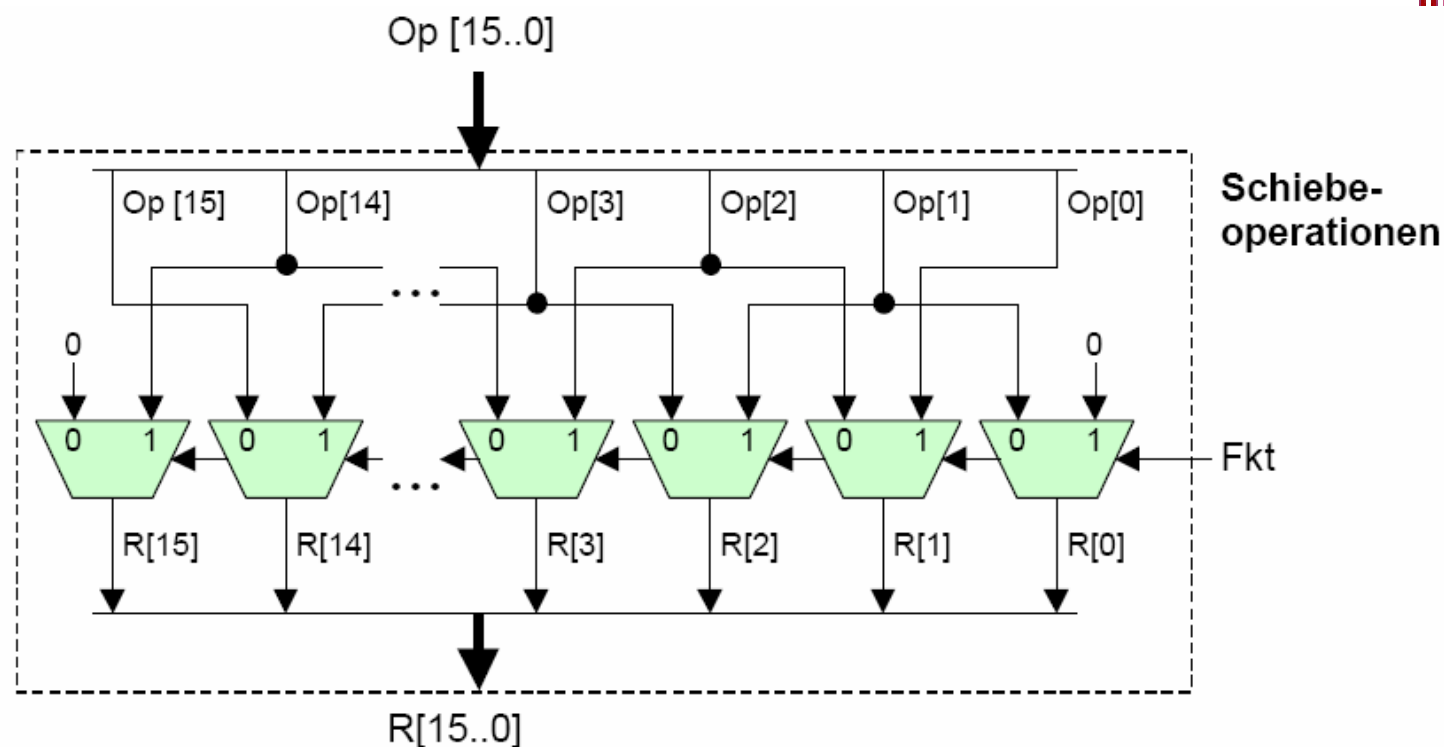 Op [15..0]
Schiebe-
operationen
Op [15] Op[14] Op[3] Op[2] Op[1] Op[0]
...
0 0
0 1 0 1 0 1 0 1 0 1 0 1
Fkt
...
R[15] R[14] R[3] R[2] R[1] R[0]
R[15..0]